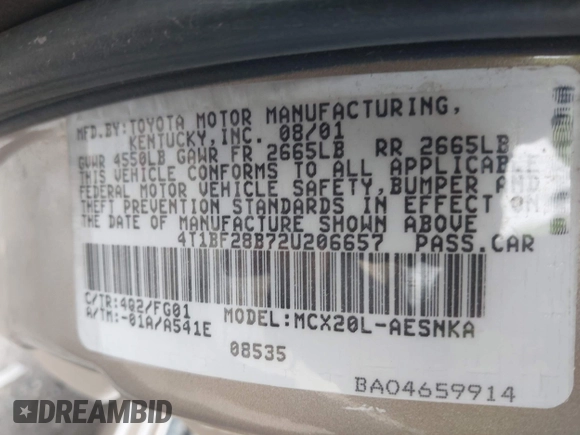 MFD.BY:TOYOTA MOTOR MANUFACTURING,
KENTUCKY,INC. 08/01
GVWR 4550LB GAWR FR 2665LB RR 2665LB
THIS VEHICLE CONFORMS TO ALL APPLICABLE
FEDERAL MOTOR VEHICLE SAFETY,BUMPER AND
THEFT PREVENTION STANDARDS IN EFFECT ON
THE DATE OF MANUFACTURE SHOWN ABOVE
4T1BF28B72U206657 PASS.CAR
C/TR:4Q2/FG01
A/TM:-01A/A541E MODEL:MCX20L-AESNKA
08535
BA04659914
DREAMBID